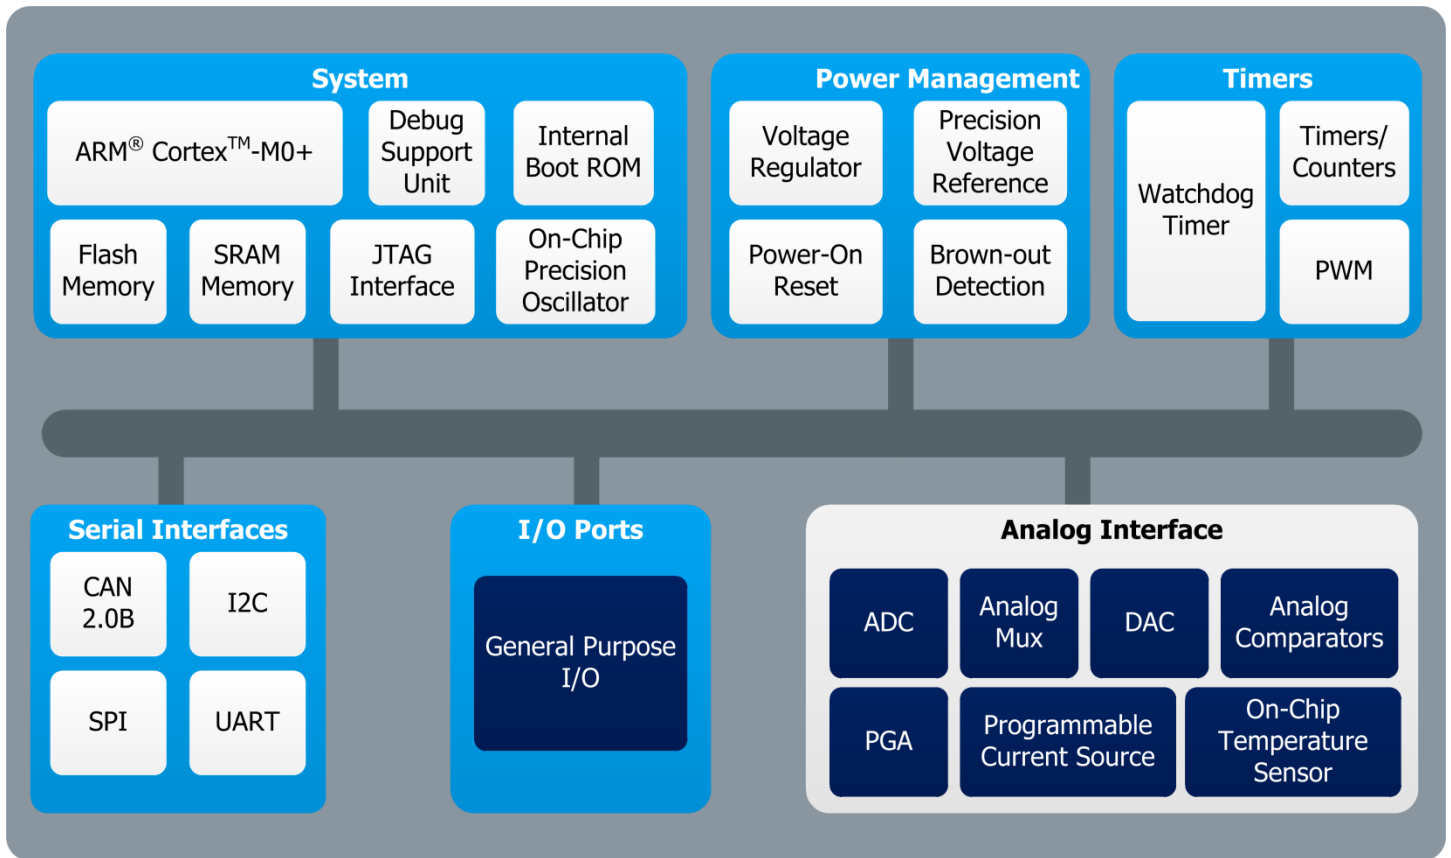 System
ARM® Cortex™-M0+
Debug
Support
Unit
Internal
Boot ROM
Flash
Memory
SRAM
Memory
JTAG
Interface
On-Chip
Precision
Oscillator
Power Management
Voltage
Regulator
Precision
Voltage
Reference
Power-On
Reset
Brown-out
Detection
Timers
Watchdog
Timer
Timers/
Counters
PWM
Serial Interfaces
CAN
2.0B
I2C
SPI
UART
I/O Ports
General Purpose
I/O
Analog Interface
ADC
Analog
Mux
DAC
Analog
Comparators
PGA
Programmable
Current Source
On-Chip
Temperature
Sensor